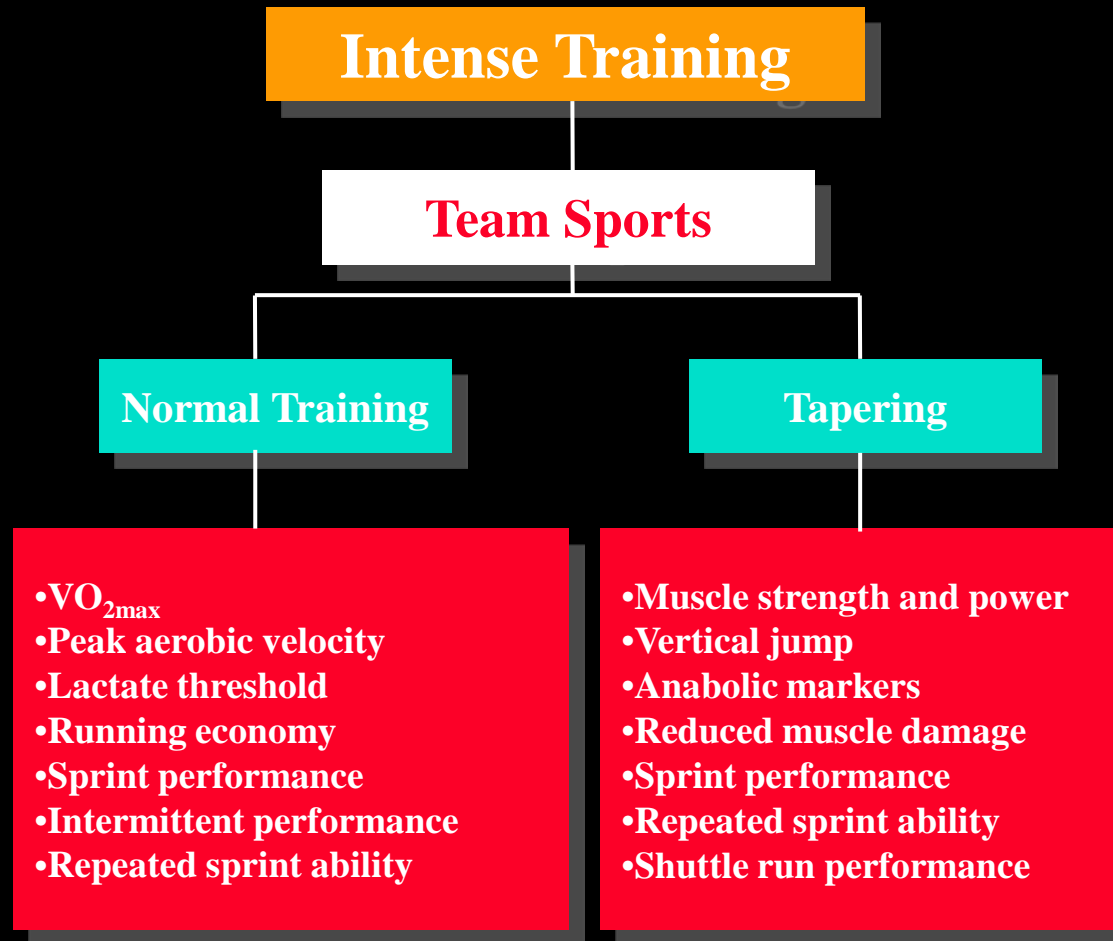 Intense Training
Team Sports
Normal Training
Tapering
•VO₂max
•Peak aerobic velocity
•Lactate threshold
•Running economy
•Sprint performance
•Intermittent performance
•Repeated sprint ability
•Muscle strength and power
•Vertical jump
•Anabolic markers
•Reduced muscle damage
•Sprint performance
•Repeated sprint ability
•Shuttle run performance